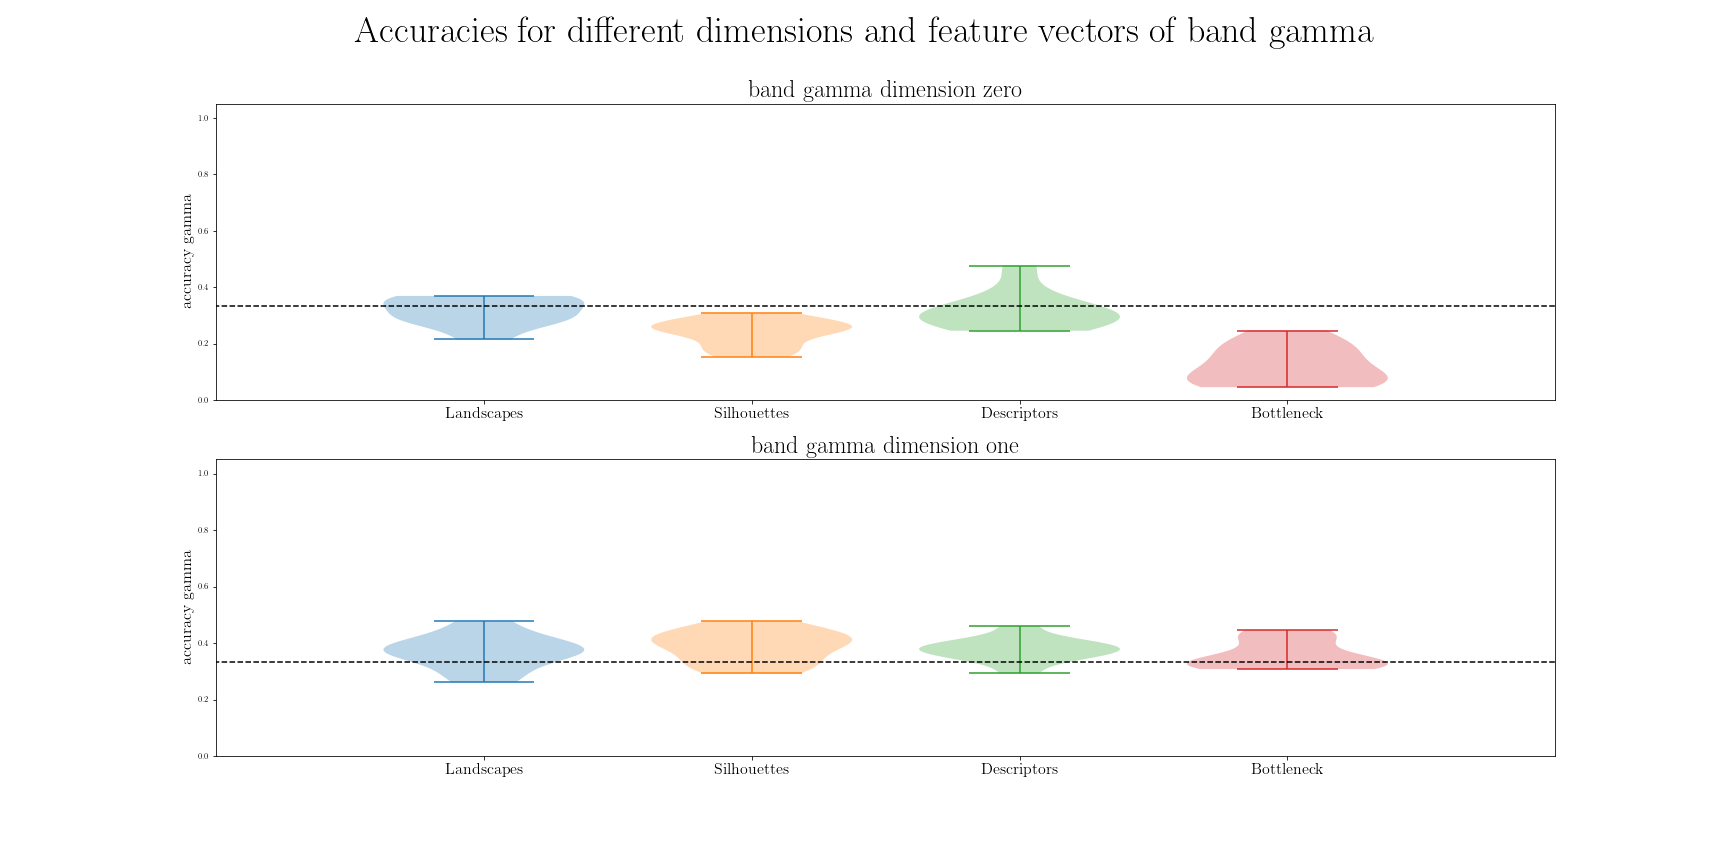 Accuracies for different dimensions and feature vectors of band gamma
band gamma dimension zero
accuracy gamma
1.0
0.8
0.6
0.4
0.2
0.0
Landscapes Silhouettes Descriptors Bottleneck
band gamma dimension one
accuracy gamma
1.0
0.8
0.6
0.4
0.2
0.0
Landscapes Silhouettes Descriptors Bottleneck